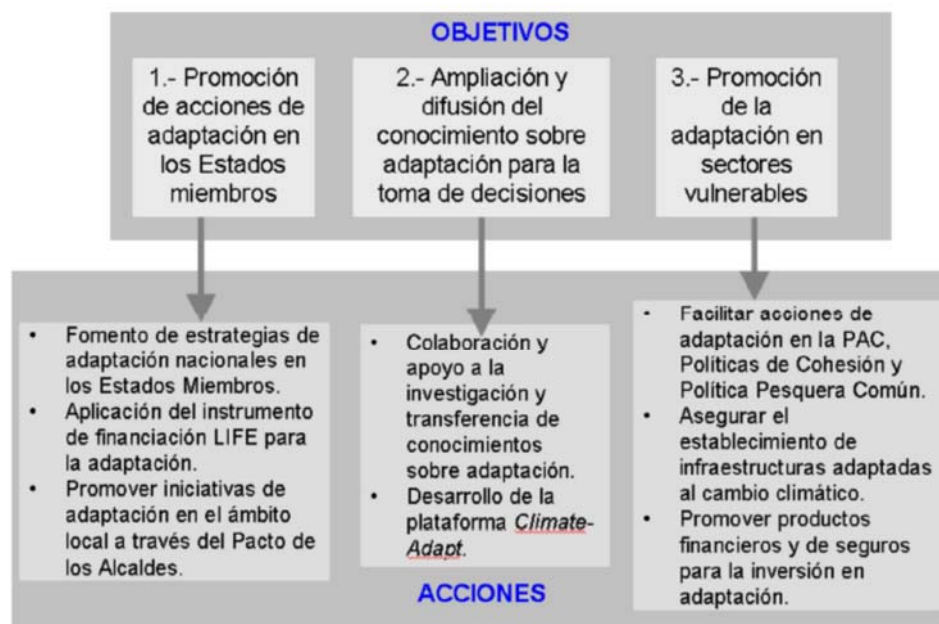 OBJETIVOS
1.- Promoción
de acciones de
adaptación en
los Estados
miembros
2.- Ampliación y
difusión del
conocimiento sobre
adaptación para la
toma de decisiones
3.- Promoción
de la
adaptación en
sectores
vulnerables
• Fomento de estrategias de
adaptación nacionales en
los Estados Miembros.
• Aplicación del instrumento
de financiación LIFE para
la adaptación.
• Promover iniciativas de
adaptación en el ámbito
local a través del Pacto de
los Alcaldes.
• Colaboración y
apoyo a la
investigación y
transferencia de
conocimientos
sobre adaptación.
• Desarrollo de la
plataforma Climate-
Adapt.
• Facilitar acciones de
adaptación en la PAC,
Políticas de Cohesión y
Política Pesquera Común.
• Asegurar el
establecimiento de
infraestructuras adaptadas
al cambio climático.
• Promover productos
financieros y de seguros
para la inversión en
adaptación.
ACCIONES